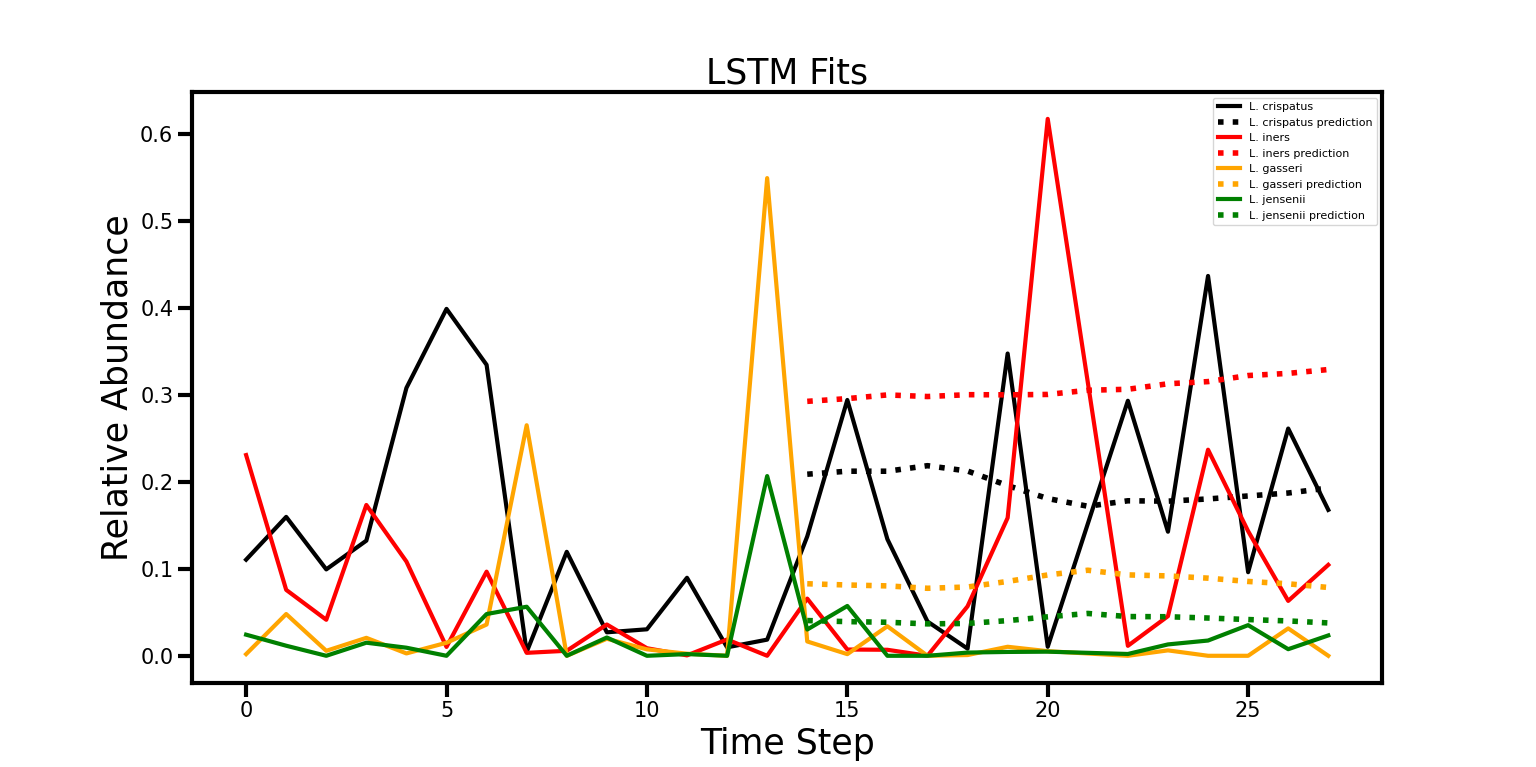 LSTM Fits
L. crispatus
L. crispatus prediction
L. iners
L. iners prediction
L. gasseri
L. gasseri prediction
L. jensenii
L. jensenii prediction
Relative Abundance
0.6
0.5
0.4
0.3
0.2
0.1
0.0
0 5 10 15 20 25
Time Step